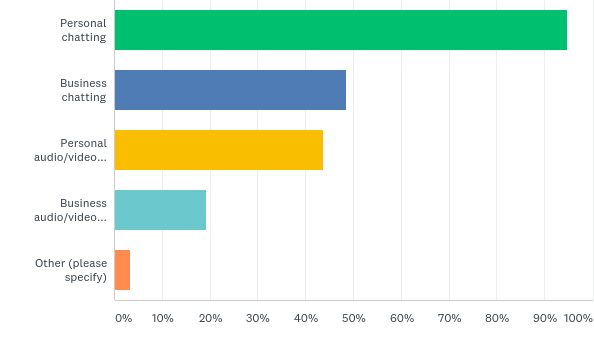 Personal
chatting
Business
chatting
Personal
audio/video...
Business
audio/video...
Other (please
specify)
0% 10% 20% 30% 40% 50% 60% 70% 80% 90% 100%